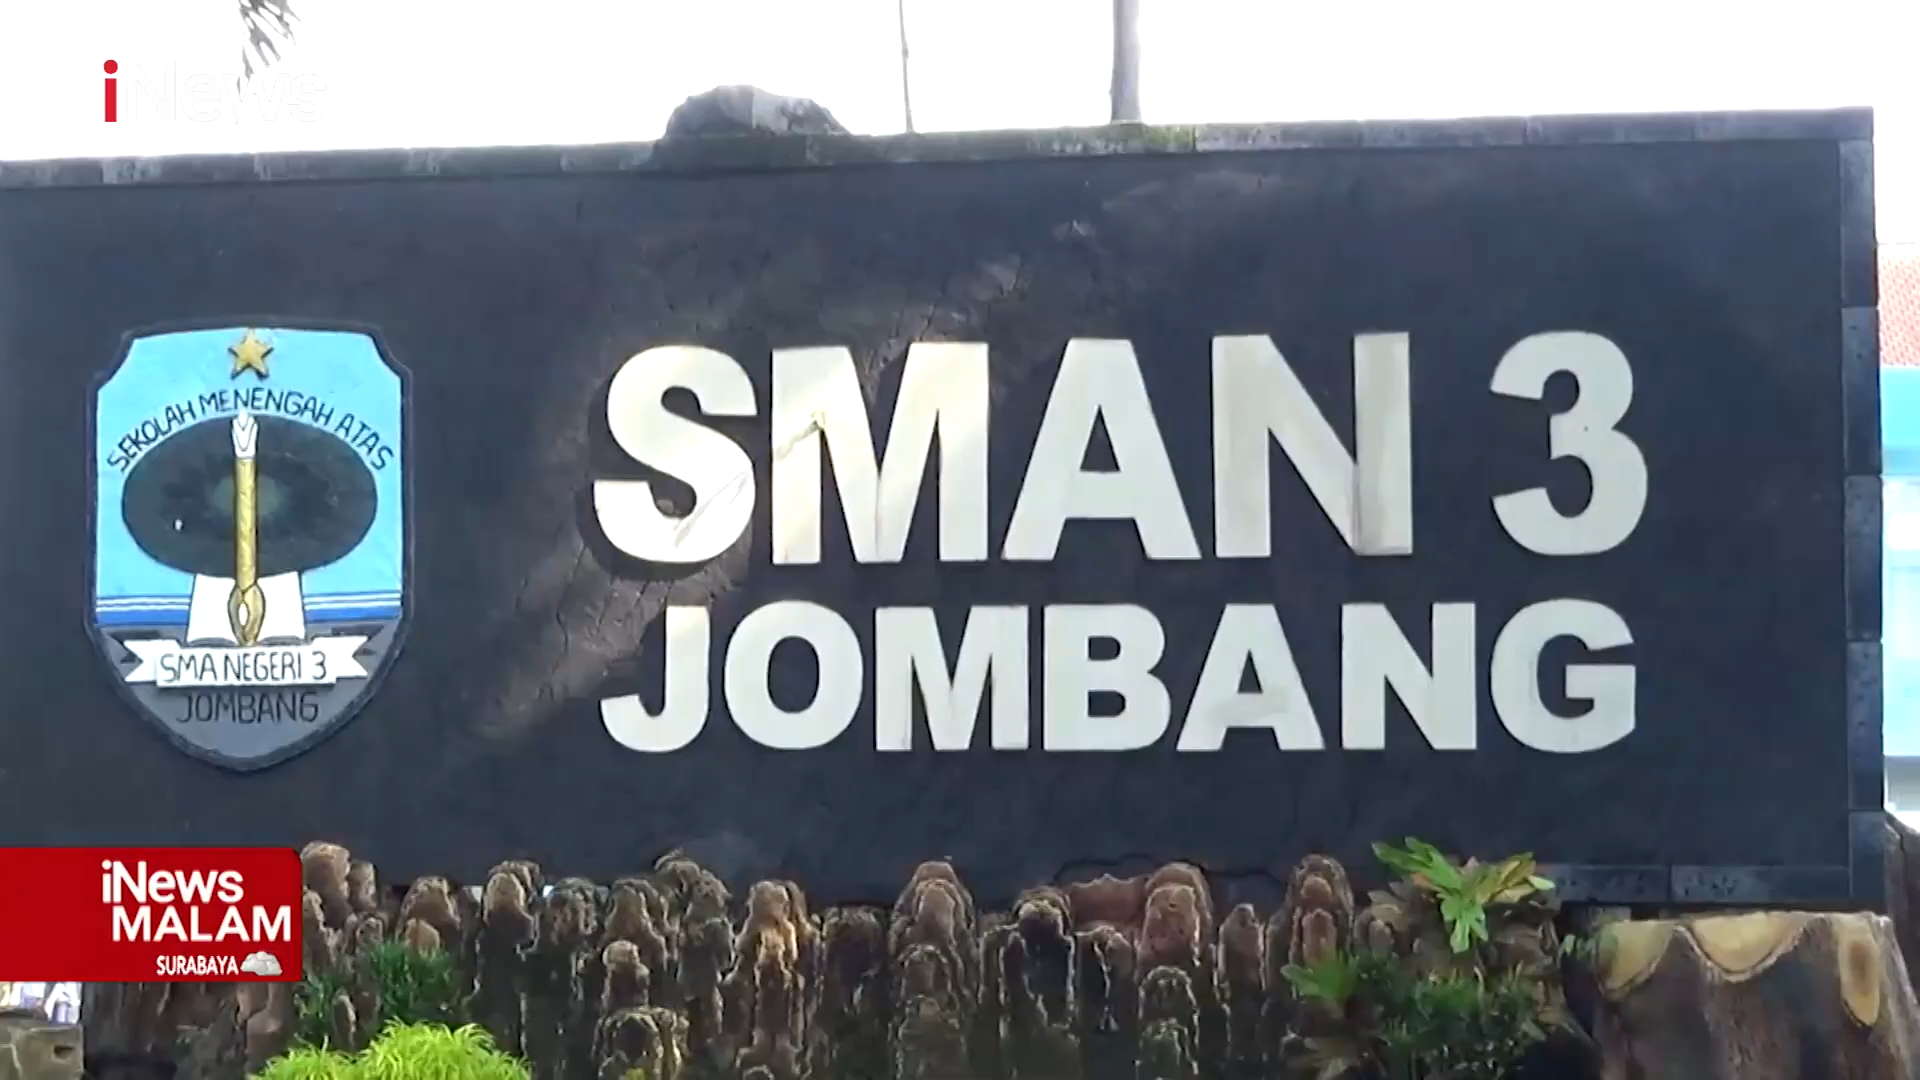 iNews
SEKOLAH MENENGAH ATAS
SMA NEGERI 3
JOMBANG
SMAN 3
JOMBANG
iNews
MALAM
SURABAYA